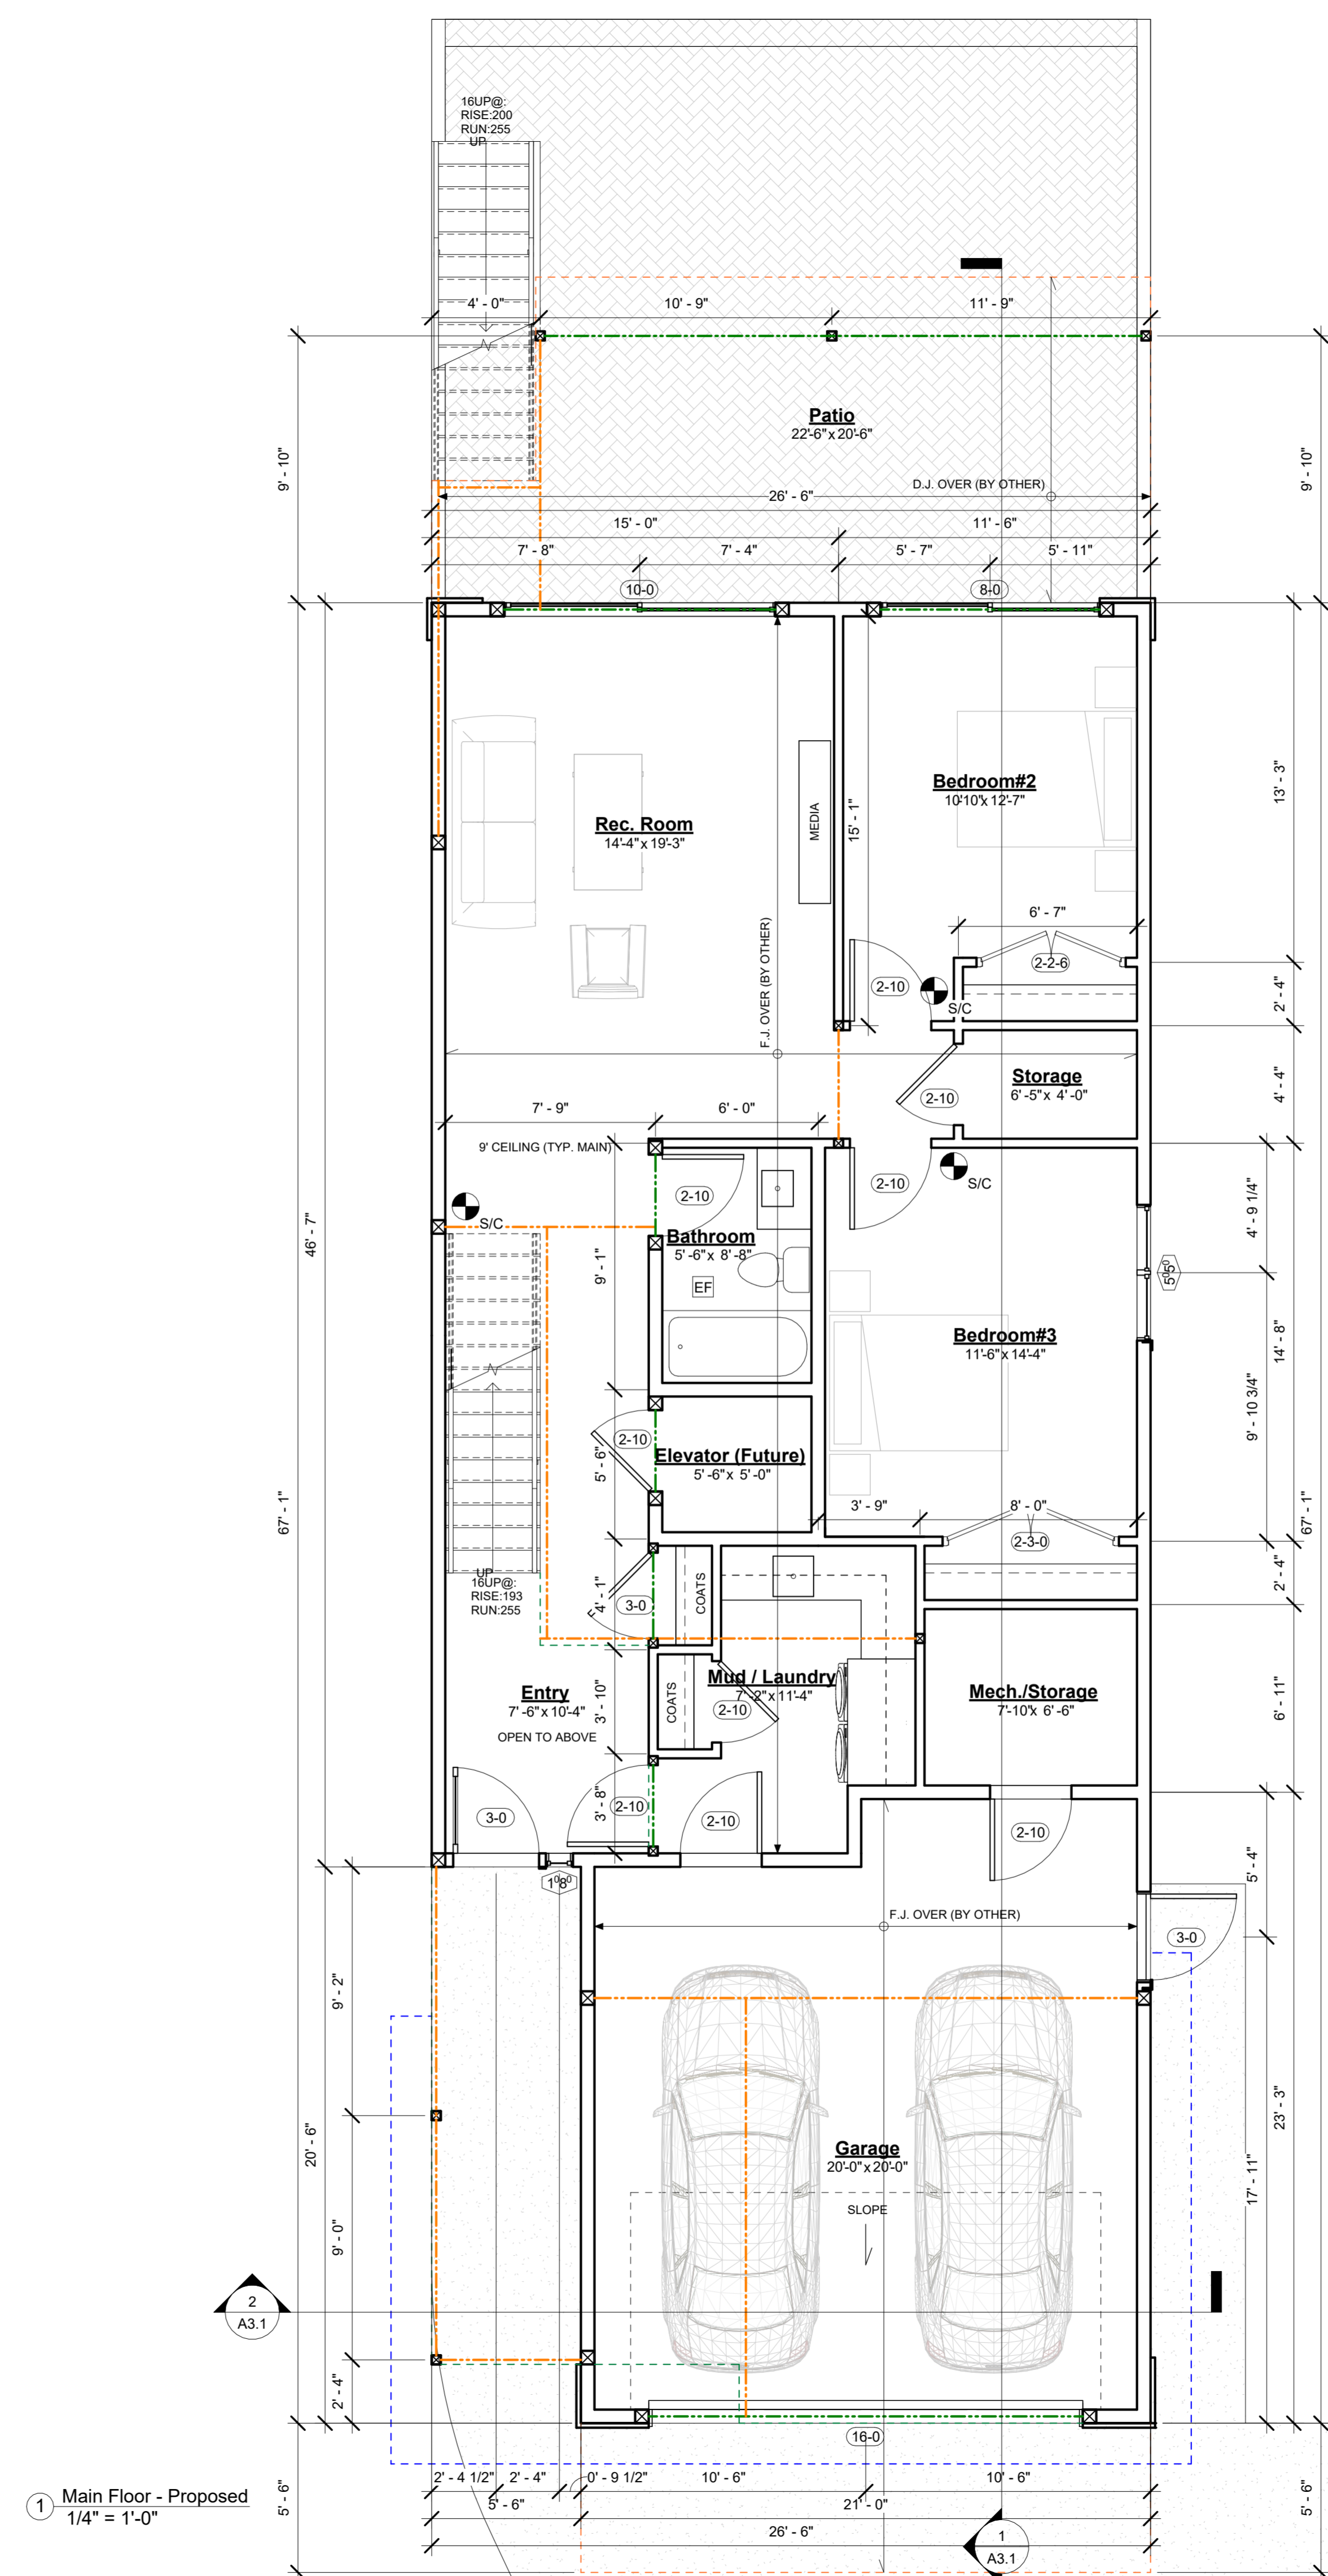 16UP@:
RISE:200
RUN:255
UP
4' - 0"
10' - 9"
11' - 9"
9' - 10"
9' - 10"
Patio
22'-6" x 20'-6"
D.J. OVER (BY OTHER)
26' - 6"
15' - 0"
11' - 6"
7' - 8"
7' - 4"
5' - 7"
5' - 11"
10-0
8-0
Rec. Room
14'-4" x 19'-3"
MEDIA
15' - 1"
Bedroom#2
10'10"x 12'-7"
13' - 3"
6' - 7"
2-2-6
2-10
S/C
2' - 4"
F.J. OVER (BY OTHER)
Storage
6'-5"x 4'-0"
2-10
4' - 4"
7' - 9"
6' - 0"
9' CEILING (TYP. MAIN)
2-10
2-10
S/C
S/C
46' - 7"
9' - 1"
Bathroom
5'-6"x 8'-8"
EF
4' - 9 1/4"
5⁰5⁰
Bedroom#3
11'-6"x 14'-4"
14' - 8"
9' - 10 3/4"
2-10
5' - 6"
Elevator (Future)
5'-6"x 5'-0"
67' - 1"
67' - 1"
3' - 9"
8' - 0"
2-3-0
2' - 4"
UP
16UP@:
RISE:193
RUN:255
4' - 1"
3-0
COATS
Mud / Laundry
7'-2"x 11'-4"
2-10
COATS
3' - 10"
Entry
7'-6"x 10'-4"
OPEN TO ABOVE
Mech./Storage
7'-10"x 6'-6"
6' - 11"
3' - 8"
3-0
2-10
2-10
2-10
1⁰8⁰
5' - 4"
F.J. OVER (BY OTHER)
3-0
9' - 2"
20' - 6"
9' - 0"
2' - 4"
Garage
20'-0"x 20'-0"
SLOPE
23' - 3"
17' - 11"
2
A3.1
16-0
2' - 4 1/2"
2' - 4"
0' - 9 1/2"
10' - 6"
10' - 6"
5' - 6"
21' - 0"
26' - 6"
5' - 6"
5' - 6"
1
A3.1
1
Main Floor - Proposed
1/4" = 1'-0"